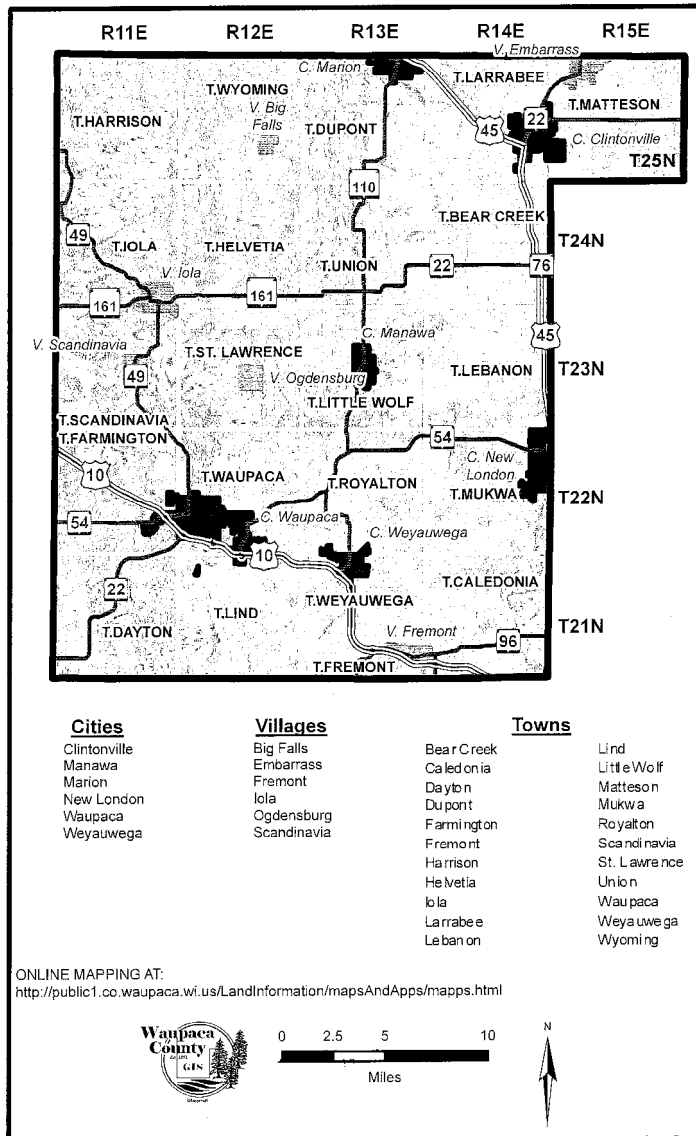 R11E R12E R13E R14E R15E
V. Embarrass
C. Marion
T.LARRABEE
T.WYOMING
V. Big
Falls
T.MATTESON
T.HARRISON
T.DUPONT
45
22
C. Clintonville
T25N
110
T.BEAR CREEK
49
T24N
T.IOLA
T.HELVETIA
T.UNION
22
76
V. Iola
161
161
C. Manawa
45
V. Scandinavia
T.ST. LAWRENCE
49
V. Ogdensburg
T.LEBANON
T23N
T.LITTLE WOLF
T.SCANDINAVIA
T.FARMINGTON
54
10
T.WAUPACA
T.ROYALTON
C. New
London
T.MUKWA
T22N
54
C. Waupaca
C. Weyauwega
10
22
T.CALEDONIA
T.LIND
T.WEYAUWEGA
T.DAYTON
T21N
V. Fremont
96
T.FREMONT
Cities
Clintonville
Manawa
Marion
New London
Waupaca
Weyauwega
Villages
Big Falls
Embarrass
Fremont
Iola
Ogdensburg
Scandinavia
Towns
Bear Creek
Caledonia
Dayton
Dupont
Farmington
Fremont
Harrison
Helvetia
Iola
Larrabee
Lebanon
Lind
Little Wolf
Matteson
Mukwa
Royalton
Scandinavia
St. Lawrence
Union
Waupaca
Weyauwega
Wyoming
ONLINE MAPPING AT:
http://public1.co.waupaca.wi.us/LandInformation/mapsAndApps/mapps.html
Waupaca
County
GIS
0 2.5 5 10
Miles
N